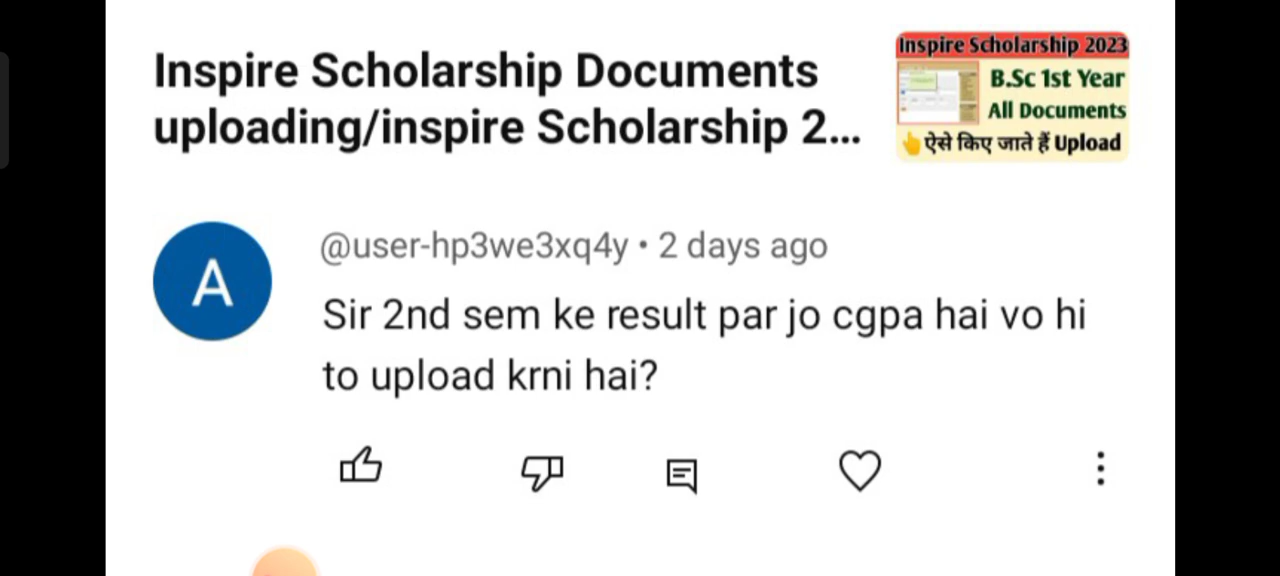 Inspire Scholarship Documents
uploading/inspire Scholarship 2...
Inspire Scholarship 2023
B.Sc 1st Year
All Documents
👆ऐसे किए जाते हैं Upload
A
@user-hp3we3xq4y • 2 days ago
Sir 2nd sem ke result par jo cgpa hai vo hi
to upload krni hai?